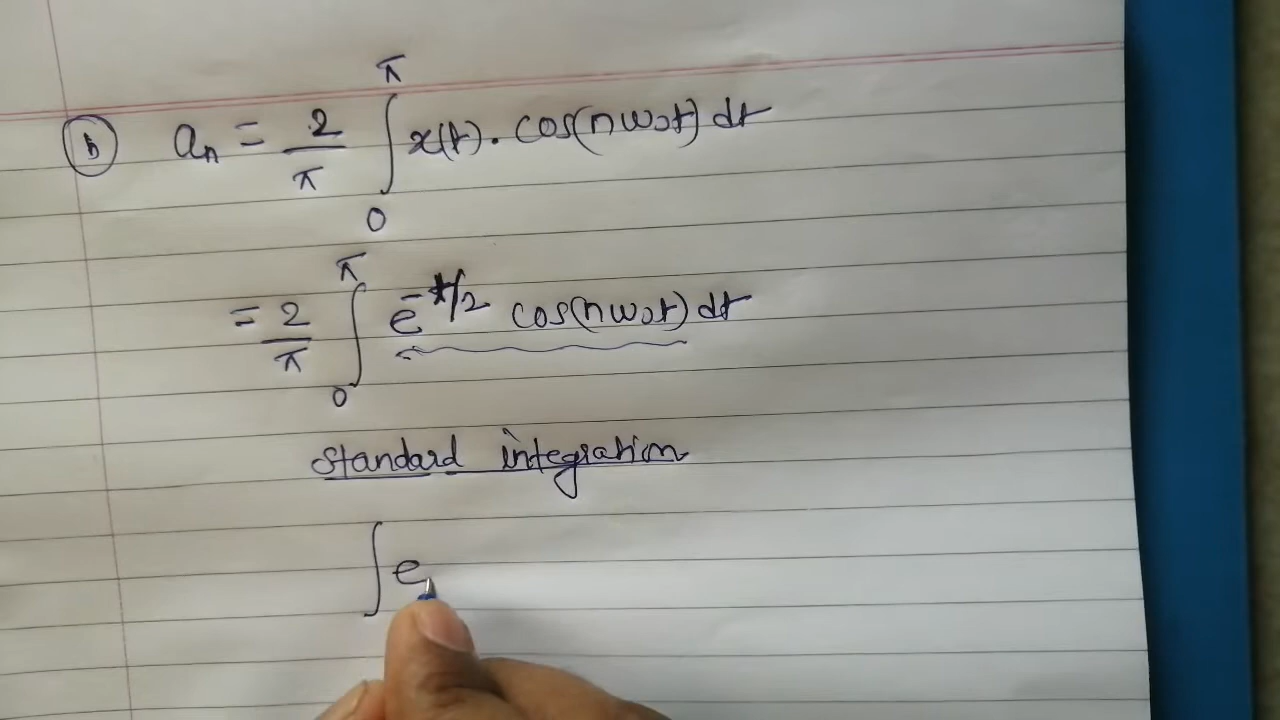 (b) aₙ = 2/π ∫₀^π x(t). cos(nω₀t) dt
= 2/π ∫₀^π e^(-t/2) cos(nω₀t) dt
standard integration
∫ e